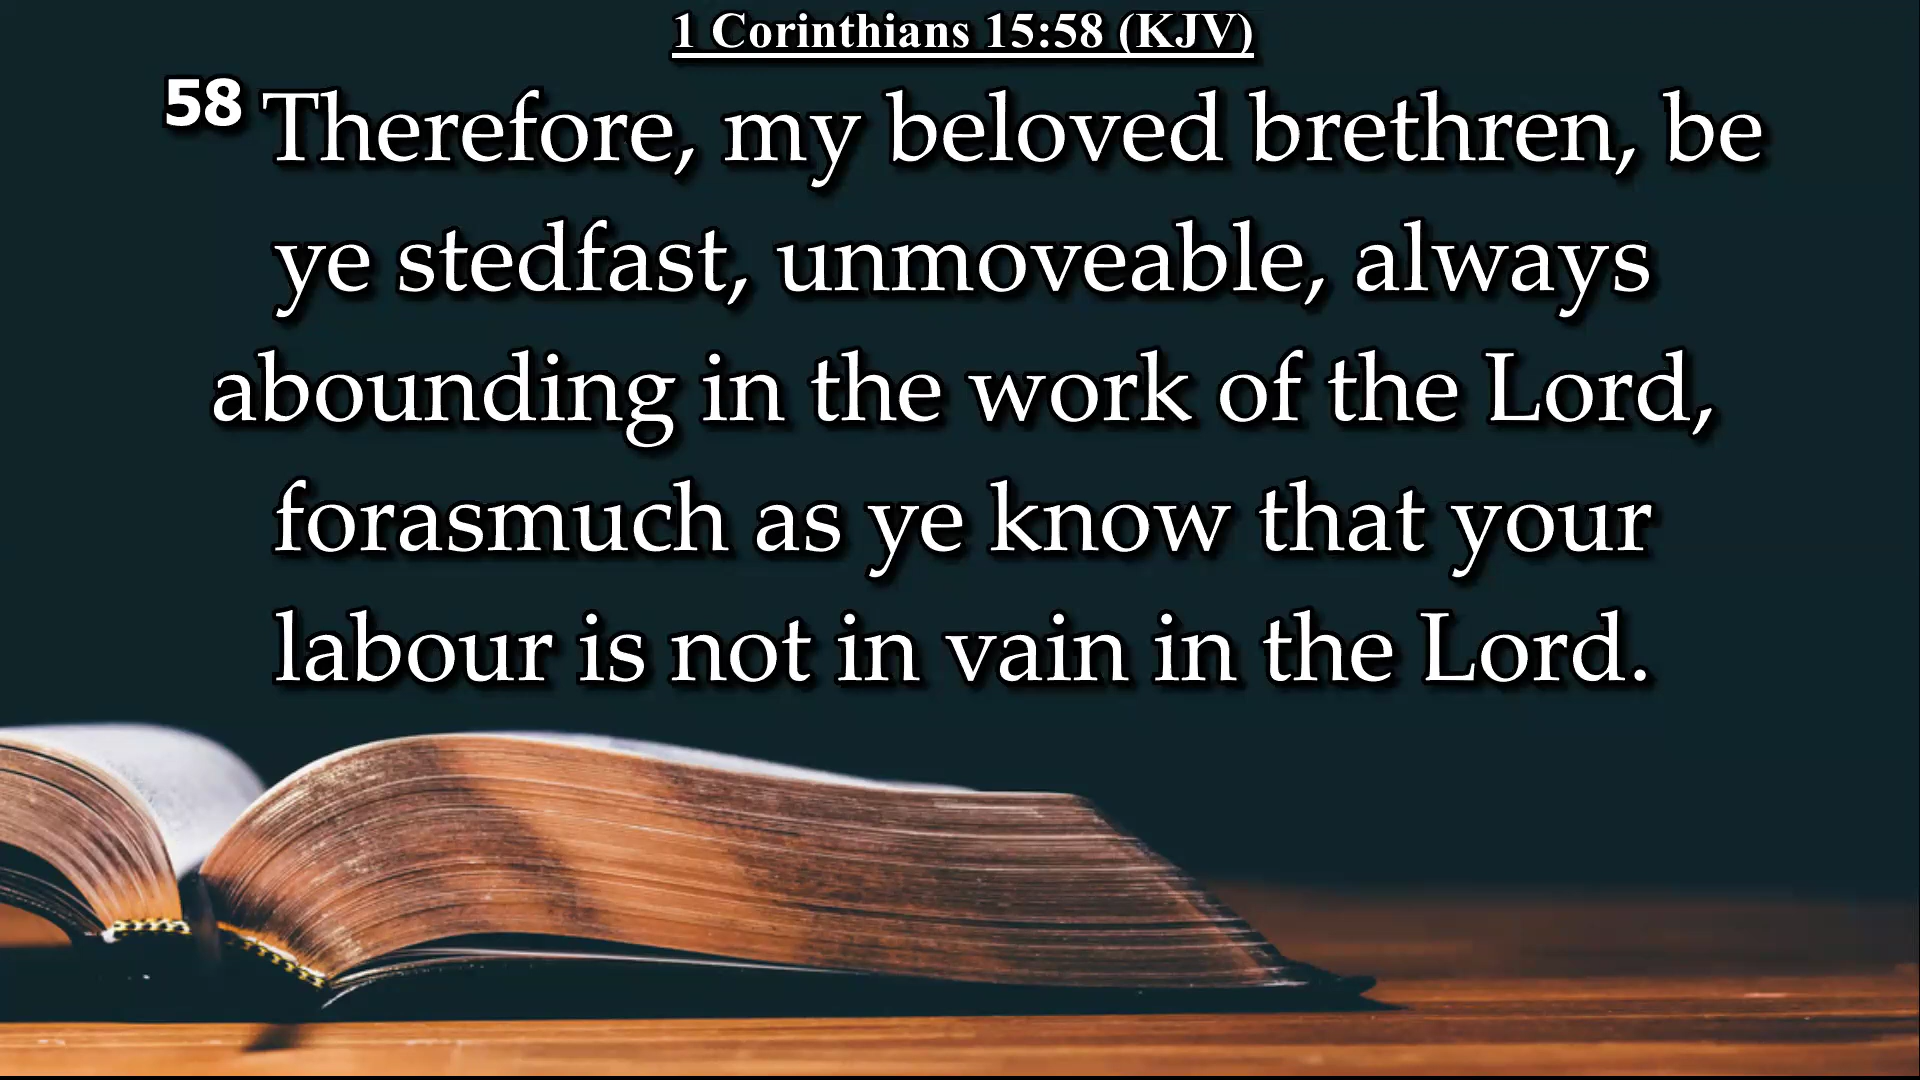 1 Corinthians 15:58 (KJV)
58 Therefore, my beloved brethren, be
ye stedfast, unmoveable, always
abounding in the work of the Lord,
forasmuch as ye know that your
labour is not in vain in the Lord.